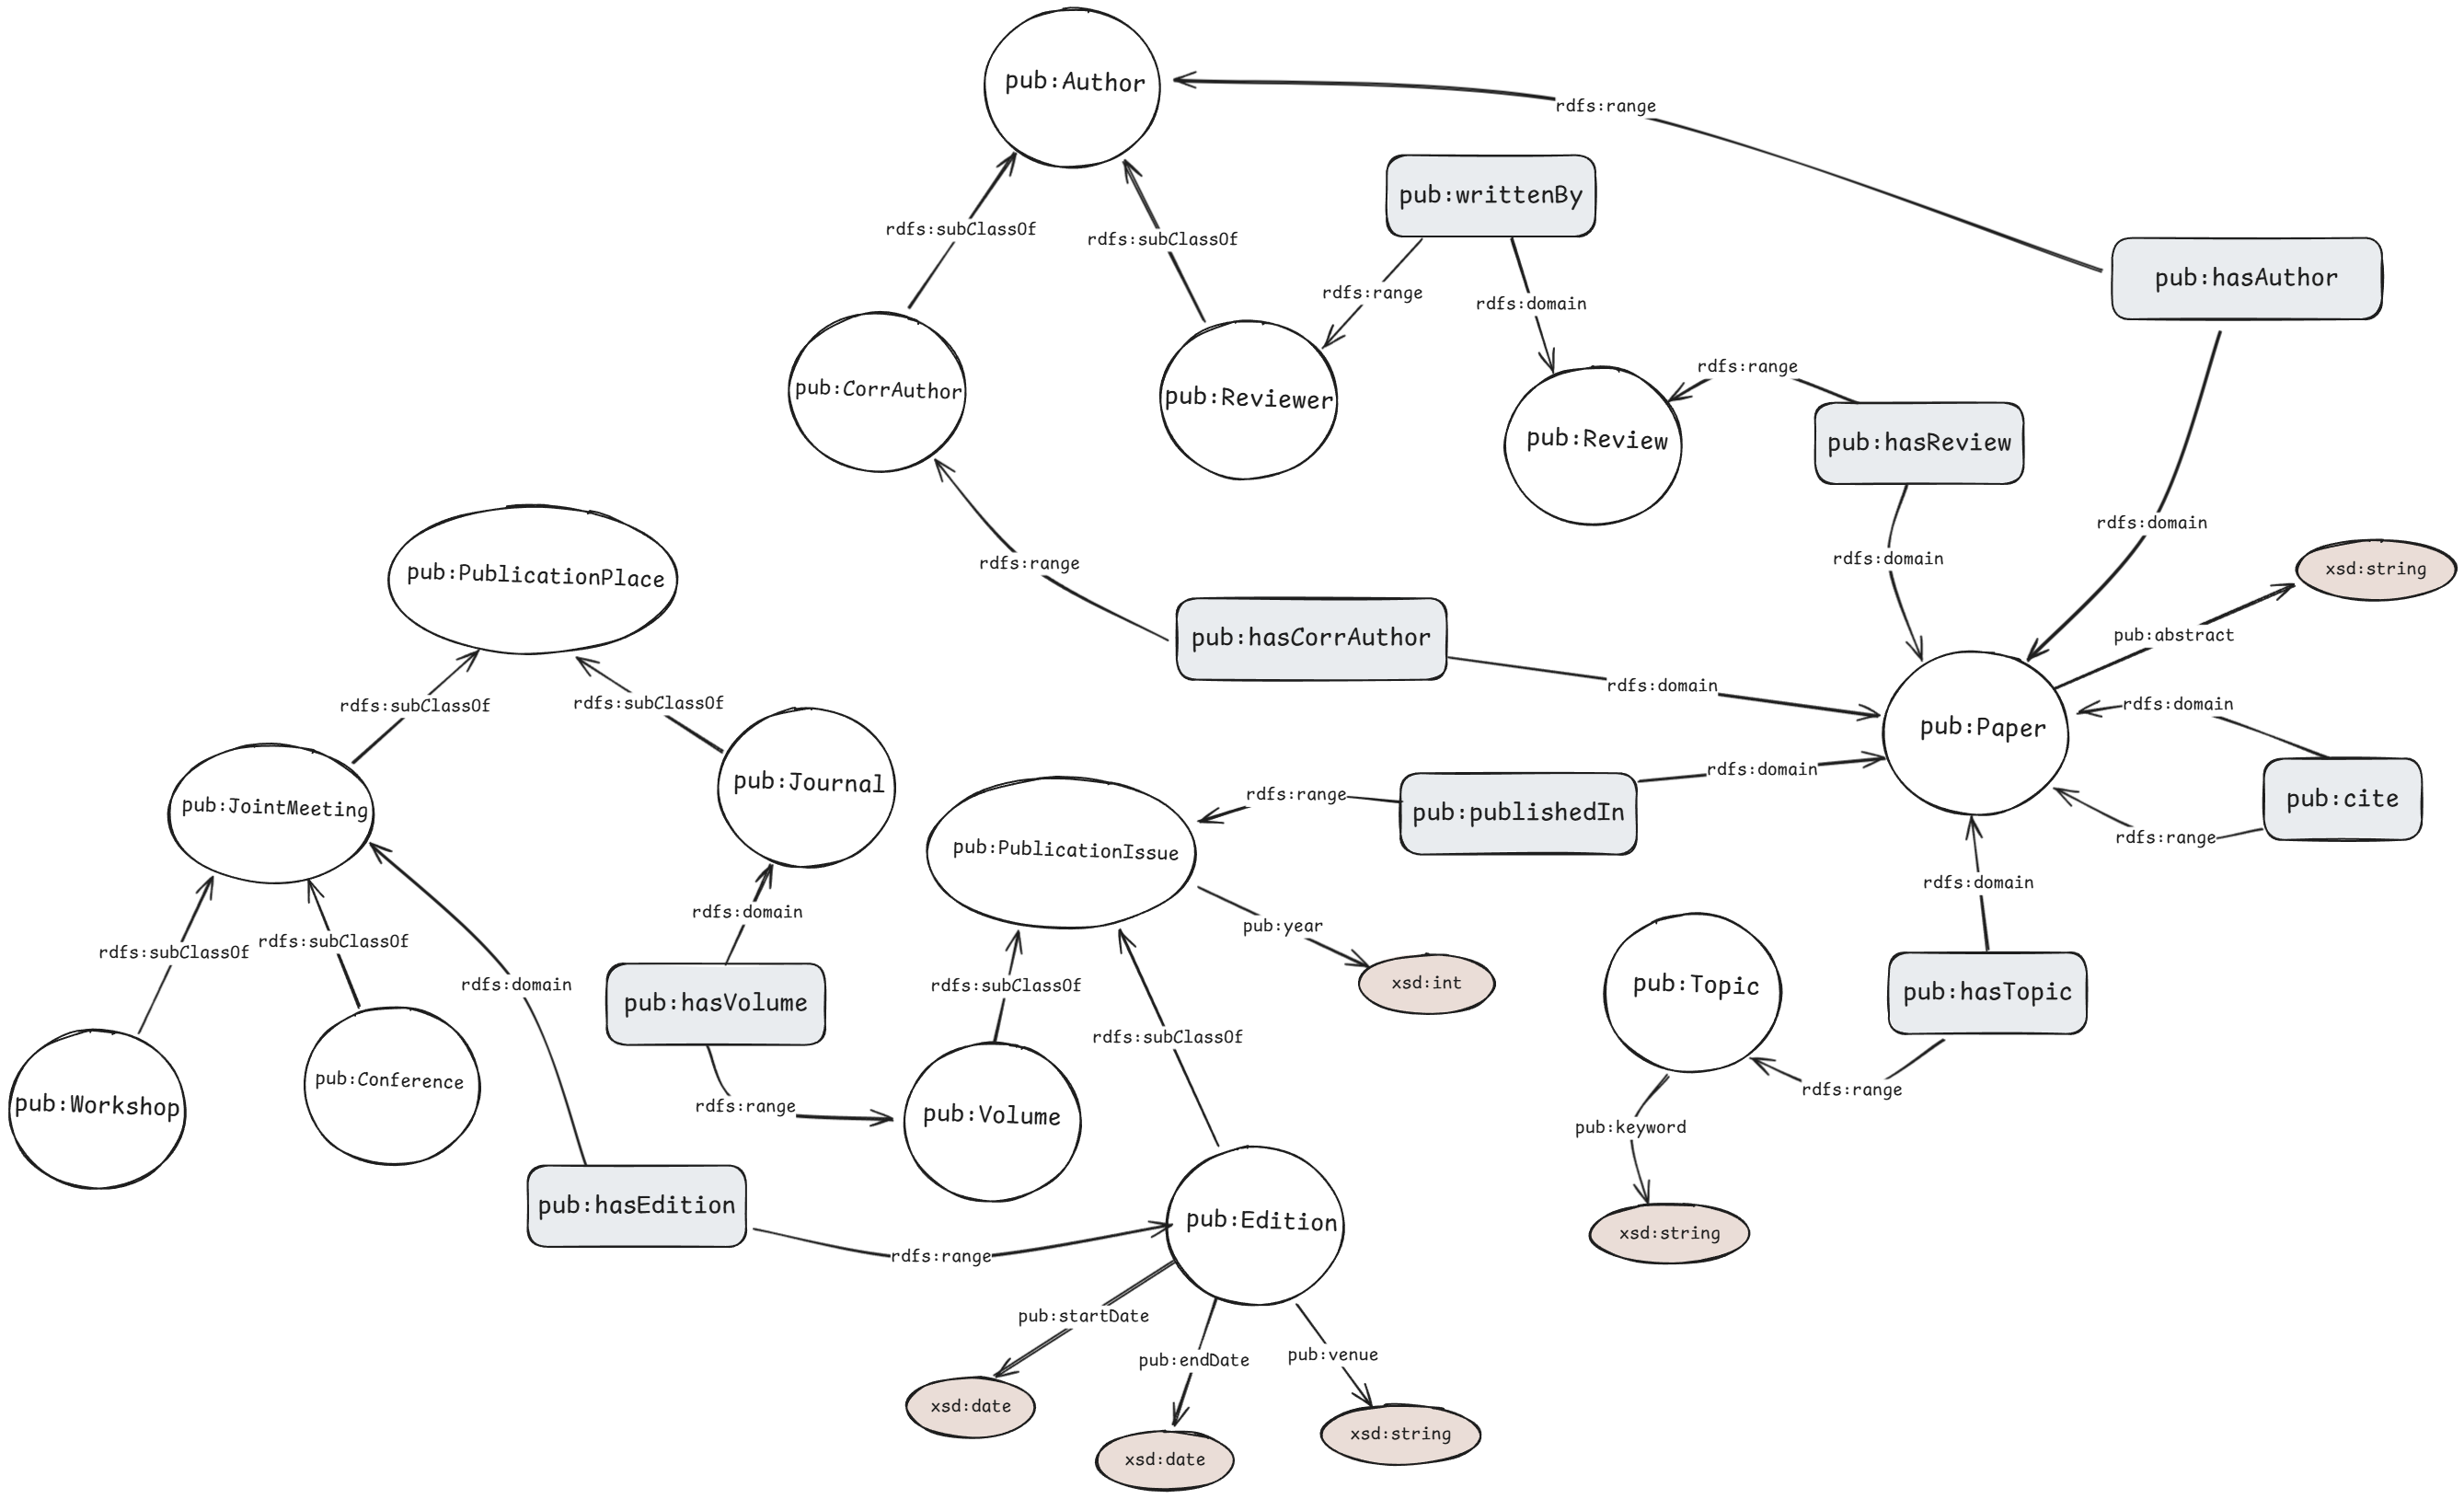 pub:Author
rdfs:range
pub:writtenBy
rdfs:subClassOf
rdfs:subClassOf
pub:hasAuthor
rdfs:range
rdfs:domain
rdfs:range
pub:CorrAuthor
pub:Reviewer
pub:Review
pub:hasReview
rdfs:domain
rdfs:range
rdfs:domain
xsd:string
pub:PublicationPlace
pub:hasCorrAuthor
pub:abstract
rdfs:domain
rdfs:subClassOf
rdfs:subClassOf
rdfs:domain
pub:Paper
rdfs:domain
pub:JointMeeting
pub:Journal
rdfs:range
pub:publishedIn
pub:cite
rdfs:range
pub:PublicationIssue
rdfs:domain
rdfs:domain
pub:year
rdfs:subClassOf
rdfs:subClassOf
rdfs:domain
pub:hasVolume
rdfs:subClassOf
xsd:int
pub:Topic
pub:hasTopic
rdfs:subClassOf
pub:Workshop
pub:Conference
rdfs:range
pub:Volume
rdfs:range
pub:keyword
pub:hasEdition
pub:Edition
xsd:string
rdfs:range
pub:startDate
pub:endDate
pub:venue
xsd:date
xsd:date
xsd:string